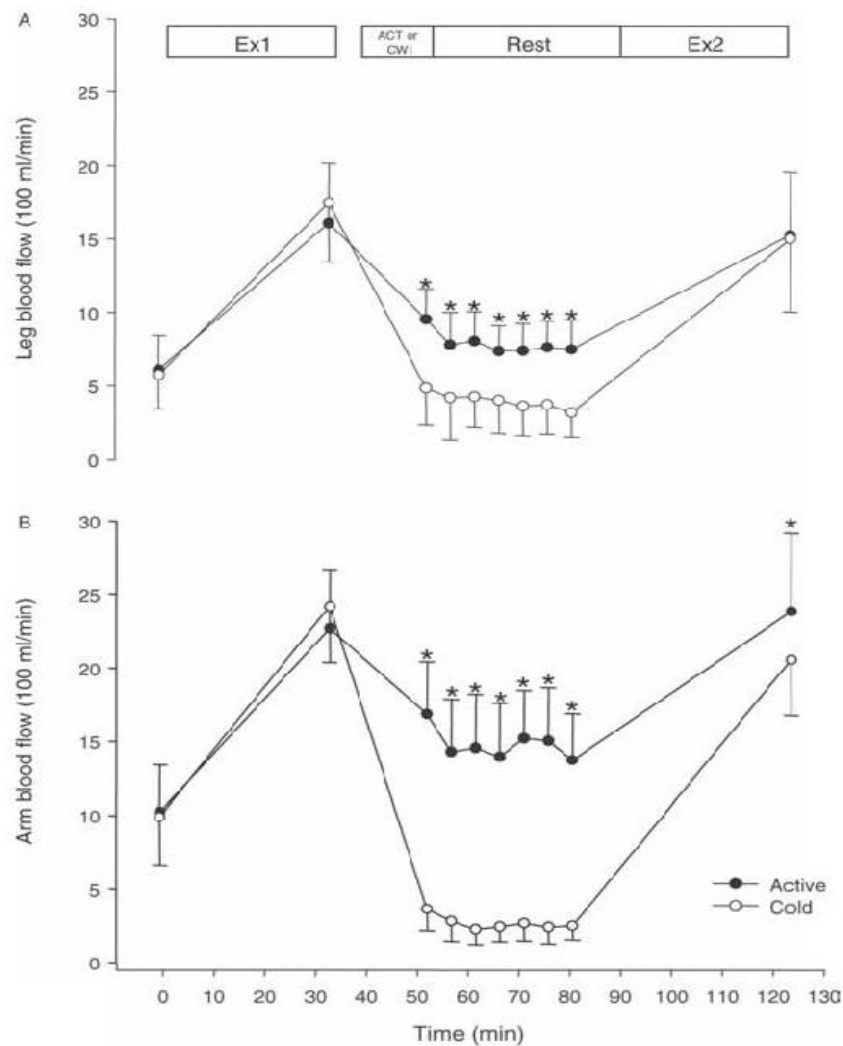 A
Ex1
ACT or
CWI
Rest
Ex2
30
25
20
15
10
5
0
Leg blood flow (100 ml/min)
* * * * * * *
B
30
25
20
15
10
5
0
Arm blood flow (100 ml/min)
* * * * * * * *
Active
Cold
0 10 20 30 40 50 60 70 80 90 100 110 120 130
Time (min)